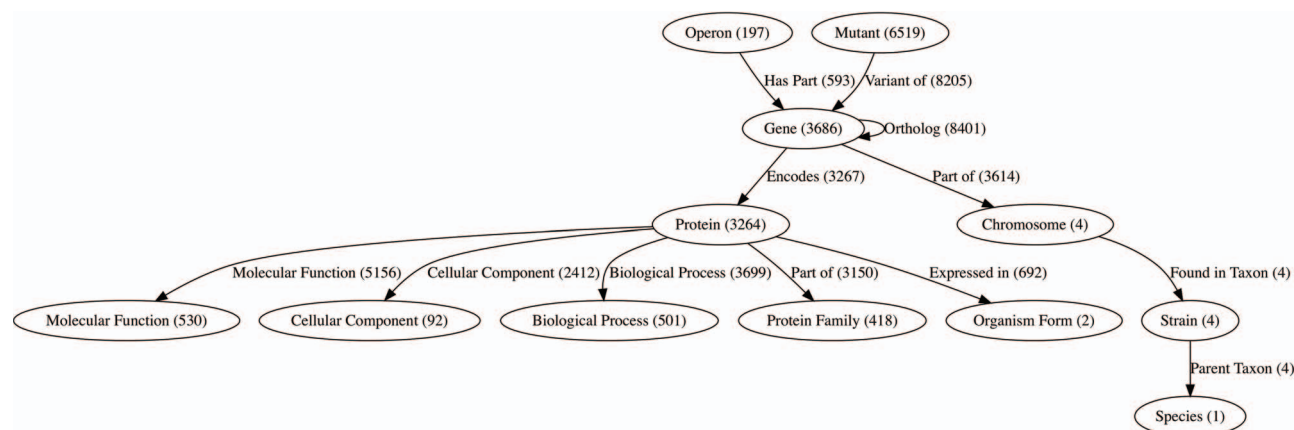 Operon (197)
Mutant (6519)
Has Part (593)
Variant of (8205)
Gene (3686)
Ortholog (8401)
Encodes (3267)
Part of (3614)
Protein (3264)
Chromosome (4)
Molecular Function (5156)
Cellular Component (2412)
Biological Process (3699)
Part of (3150)
Expressed in (692)
Found in Taxon (4)
Molecular Function (530)
Cellular Component (92)
Biological Process (501)
Protein Family (418)
Organism Form (2)
Strain (4)
Parent Taxon (4)
Species (1)